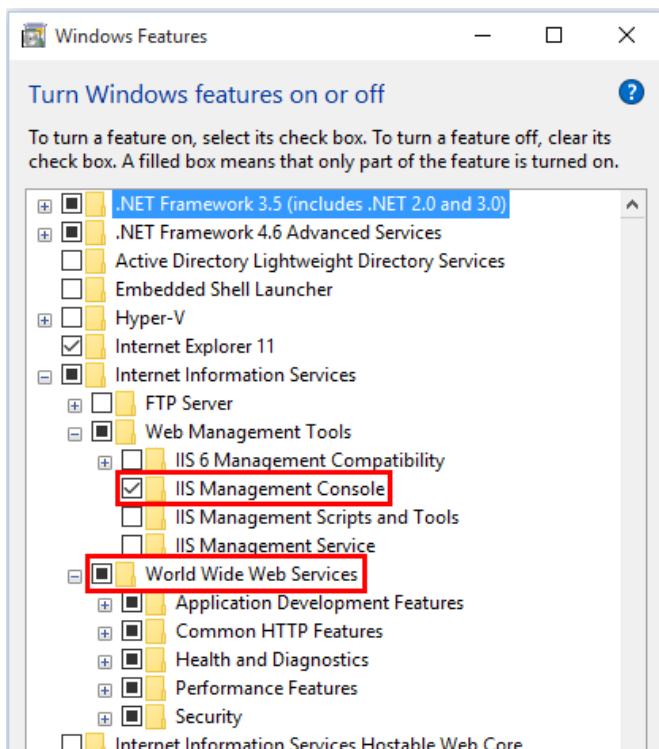 Windows Features
Turn Windows features on or off
To turn a feature on, select its check box. To turn a feature off, clear its
check box. A filled box means that only part of the feature is turned on.
.NET Framework 3.5 (includes .NET 2.0 and 3.0)
.NET Framework 4.6 Advanced Services
Active Directory Lightweight Directory Services
Embedded Shell Launcher
Hyper-V
Internet Explorer 11
Internet Information Services
FTP Server
Web Management Tools
IIS 6 Management Compatibility
IIS Management Console
IIS Management Scripts and Tools
IIS Management Service
World Wide Web Services
Application Development Features
Common HTTP Features
Health and Diagnostics
Performance Features
Security
Internet Information Services Hostable Web Core